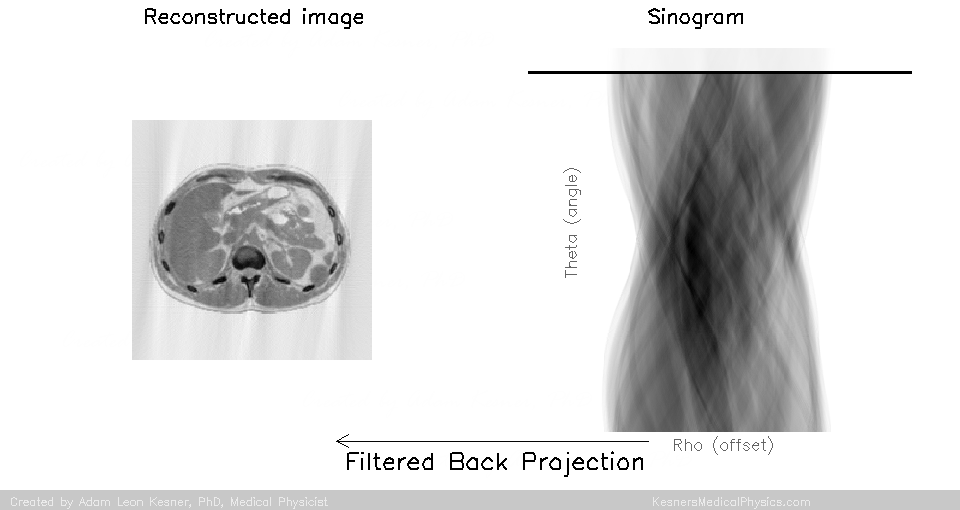 Reconstructed image
Sinogram
Theta (angle)
Rho (offset)
Filtered Back Projection
Created by Adam Leon Kesner, PhD, Medical Physicist
KesnersMedicalPhysics.com